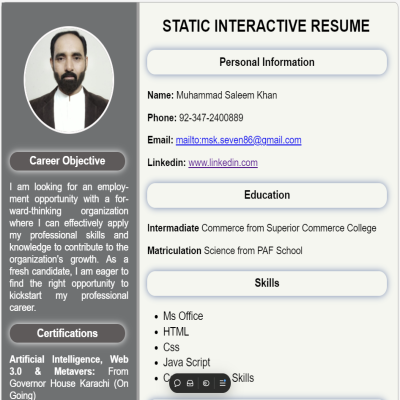 STATIC INTERACTIVE RESUME
Personal Information
Name: Muhammad Saleem Khan
Phone: 92-347-2400889
Email: mailto:msk.seven86@gmail.com
Linkedin: www.linkedin.com
Education
Intermadiate Commerce from Superior Commerce College
Matriculation Science from PAF School
Skills
Ms Office
HTML
Css
Java Script
Skills
Career Objective
I am looking for an employ-
ment opportunity with a for-
ward-thinking organization
where I can effectively apply
my professional skills and
knowledge to contribute to the
organization's growth. As a
fresh candidate, I am eager to
find the right opportunity to
kickstart my professional
career.
Certifications
Artificial Intelligence, Web
3.0 & Metavers: From
Governor House Karachi (On
Going)